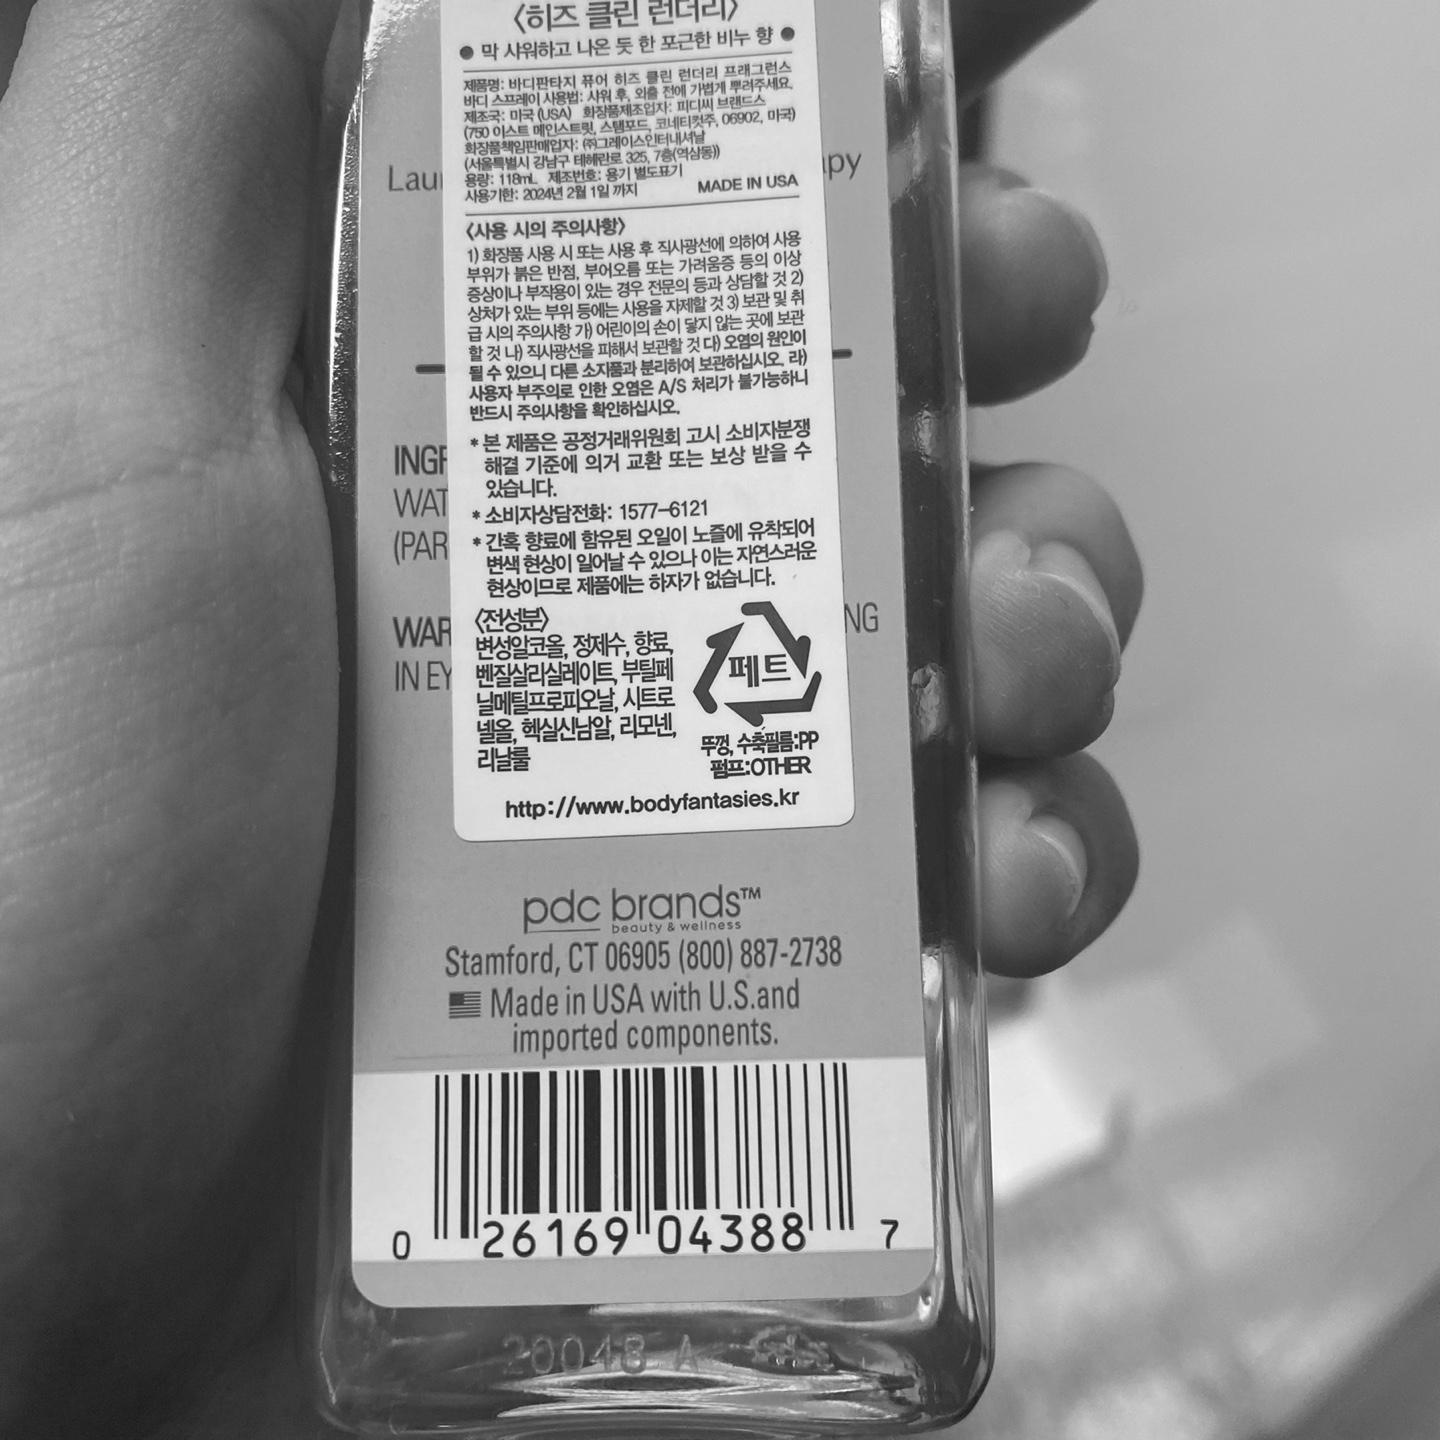 〈히즈 클린 런더리〉
● 막 샤워하고 나온 듯 한 포근한 비누 향 ●
제품명: 바디판타지 퓨어 히즈 클린 런더리 프래그런스
바디 스프레이 사용법: 샤워 후, 외출 전에 가볍게 뿌려주세요.
제조국: 미국 (USA) 화장품제조업자: 피디씨 브랜드스
(750 이스트 메인스트릿, 스탬포드, 코네티컷주, 06902, 미국)
화장품책임판매업자: ㈜그레이스인터내셔날
(서울특별시 강남구 테헤란로 325, 7층(역삼동))
용량: 118mL 제조번호: 용기 별도표기
사용기한: 2024년 2월 1일 까지 MADE IN USA
Lau apy
〈사용 시의 주의사항〉
1) 화장품 사용 시 또는 사용 후 직사광선에 의하여 사용
부위가 붉은 반점, 부어오름 또는 가려움증 등의 이상
증상이나 부작용이 있는 경우 전문의 등과 상담할 것 2)
상처가 있는 부위 등에는 사용을 자제할 것 3) 보관 및 취
급 시의 주의사항 가) 어린이의 손이 닿지 않는 곳에 보관
할 것 나) 직사광선을 피해서 보관할 것 다) 오염의 원인이
될 수 있으니 다른 소지품과 분리하여 보관하십시오. 라)
사용자 부주의로 인한 오염은 A/S 처리가 불가능하니
반드시 주의사항을 확인하십시오.
* 본 제품은 공정거래위원회 고시 소비자분쟁
해결 기준에 의거 교환 또는 보상 받을 수
있습니다.
* 소비자상담전화: 1577-6121
* 간혹 향료에 함유된 오일이 노즐에 유착되어
변색 현상이 일어날 수 있으나 이는 자연스러운
현상이므로 제품에는 하자가 없습니다.
INGR
WAT
(PAR
WAR NG
IN EY
〈전성분〉
변성알코올, 정제수, 향료,
벤질살리실레이트, 부틸페
닐메틸프로피오날, 시트로
넬올, 헥실신남알, 리모넨,
리날룰
페트
뚜껑, 수축필름:PP
펌프:OTHER
http://www.bodyfantasies.kr
pdc brands™
beauty & wellness
Stamford, CT 06905 (800) 887-2738
Made in USA with U.S.and
imported components.
0 26169 04388 7
20048 A